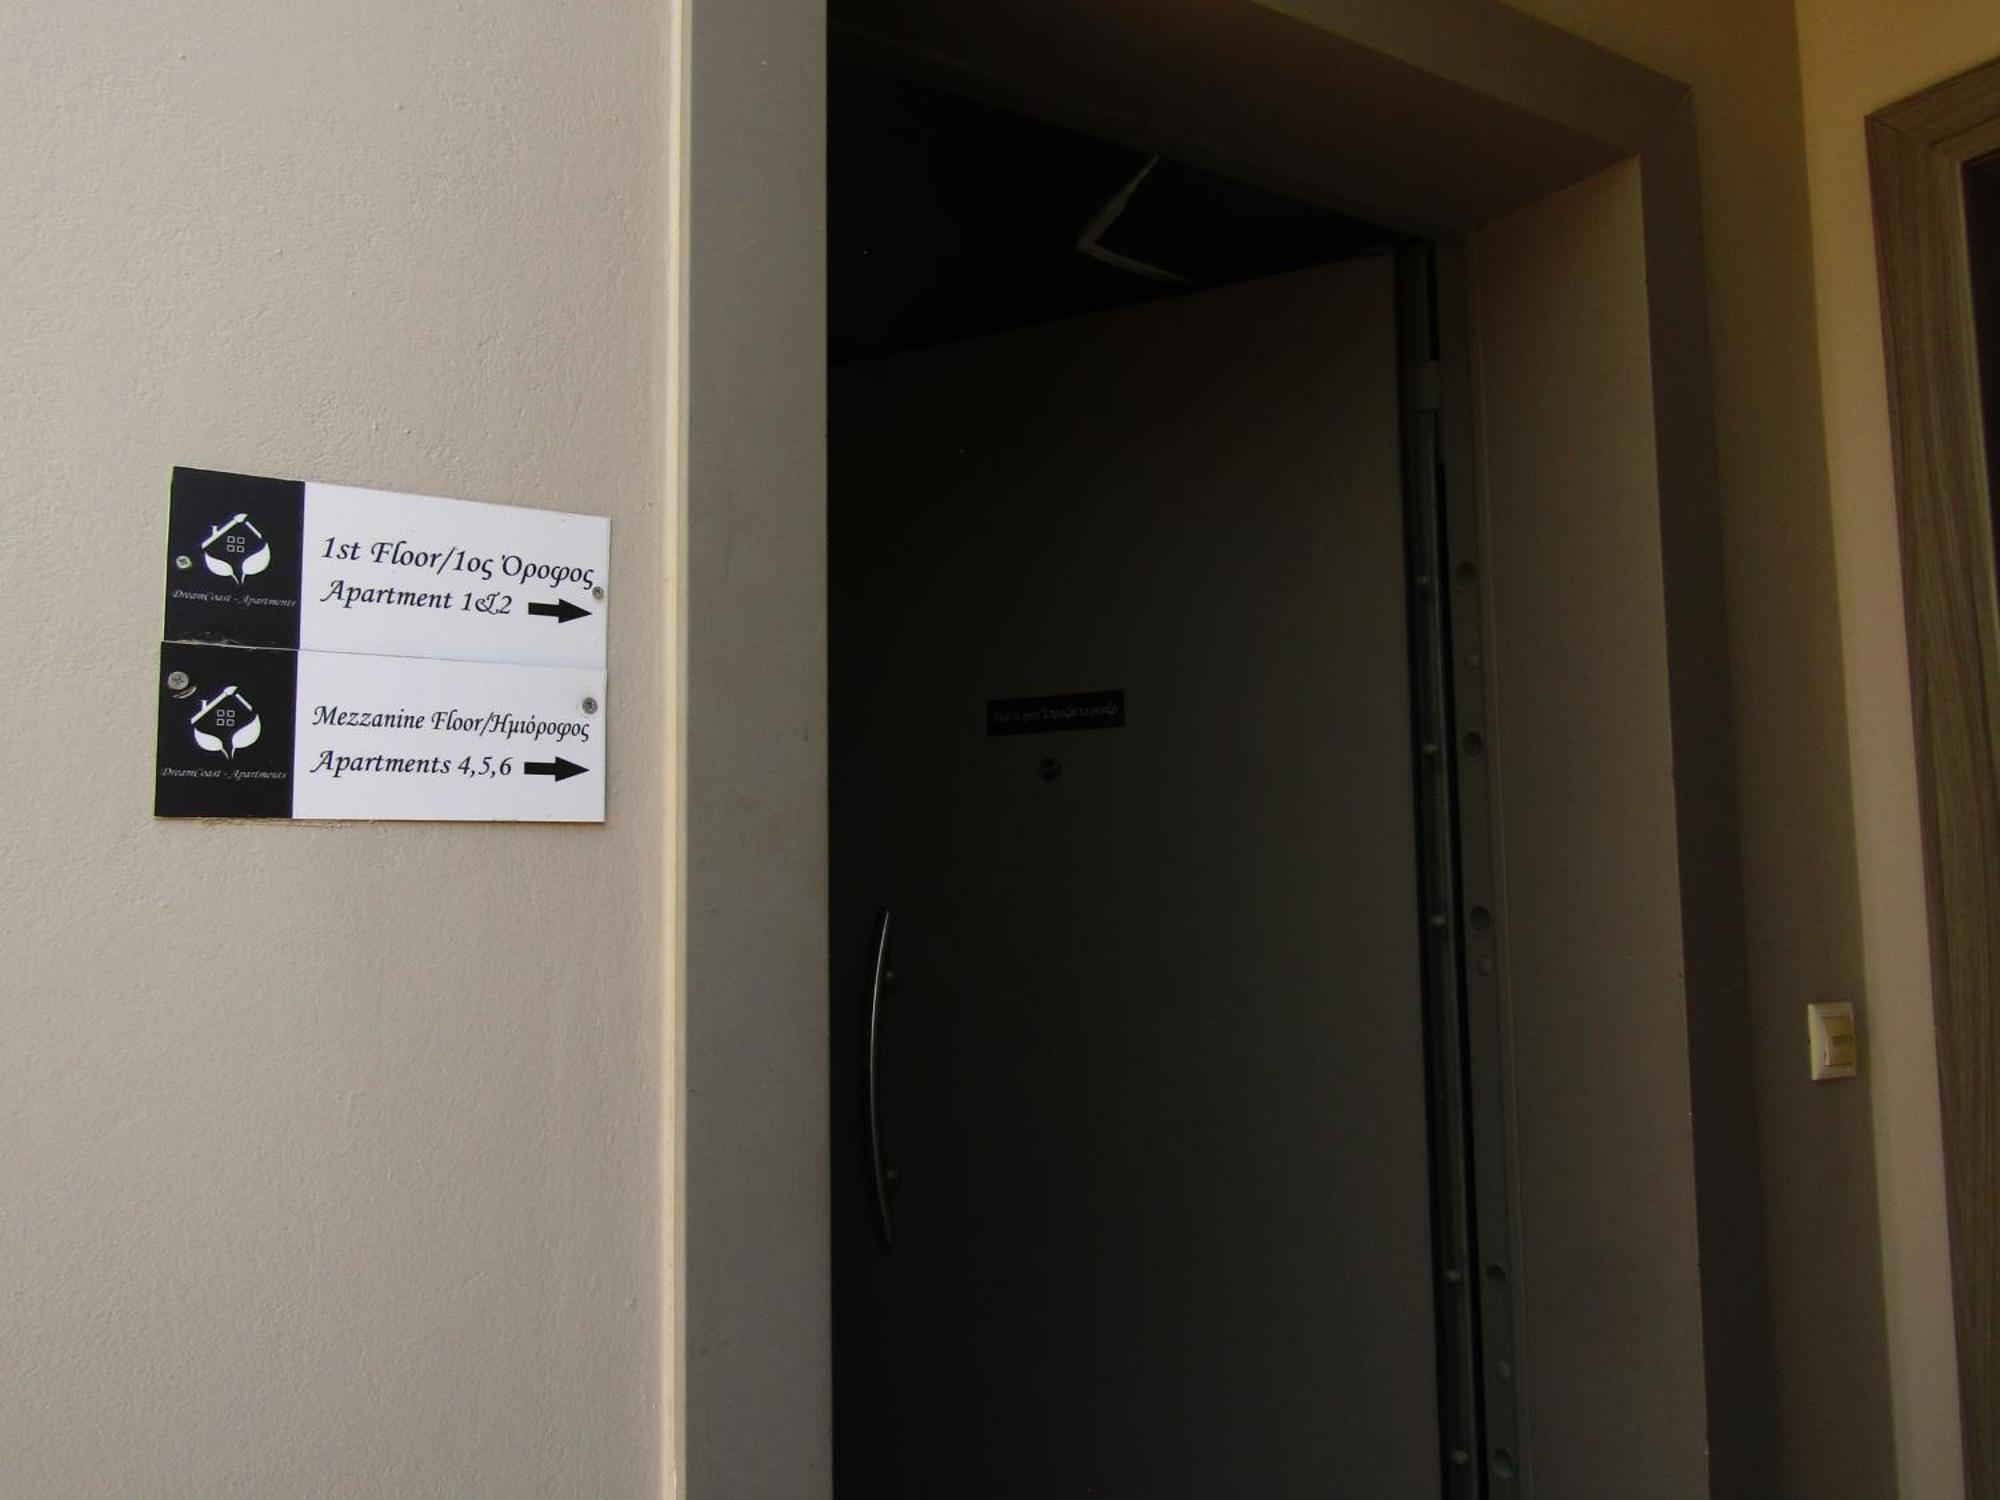 1st Floor/1ος Όροφος
Apartment 1&2
DreamCoast - Apartments
Mezzanine Floor/Ημιόροφος
Apartments 4,5,6
DreamCoast - Apartments